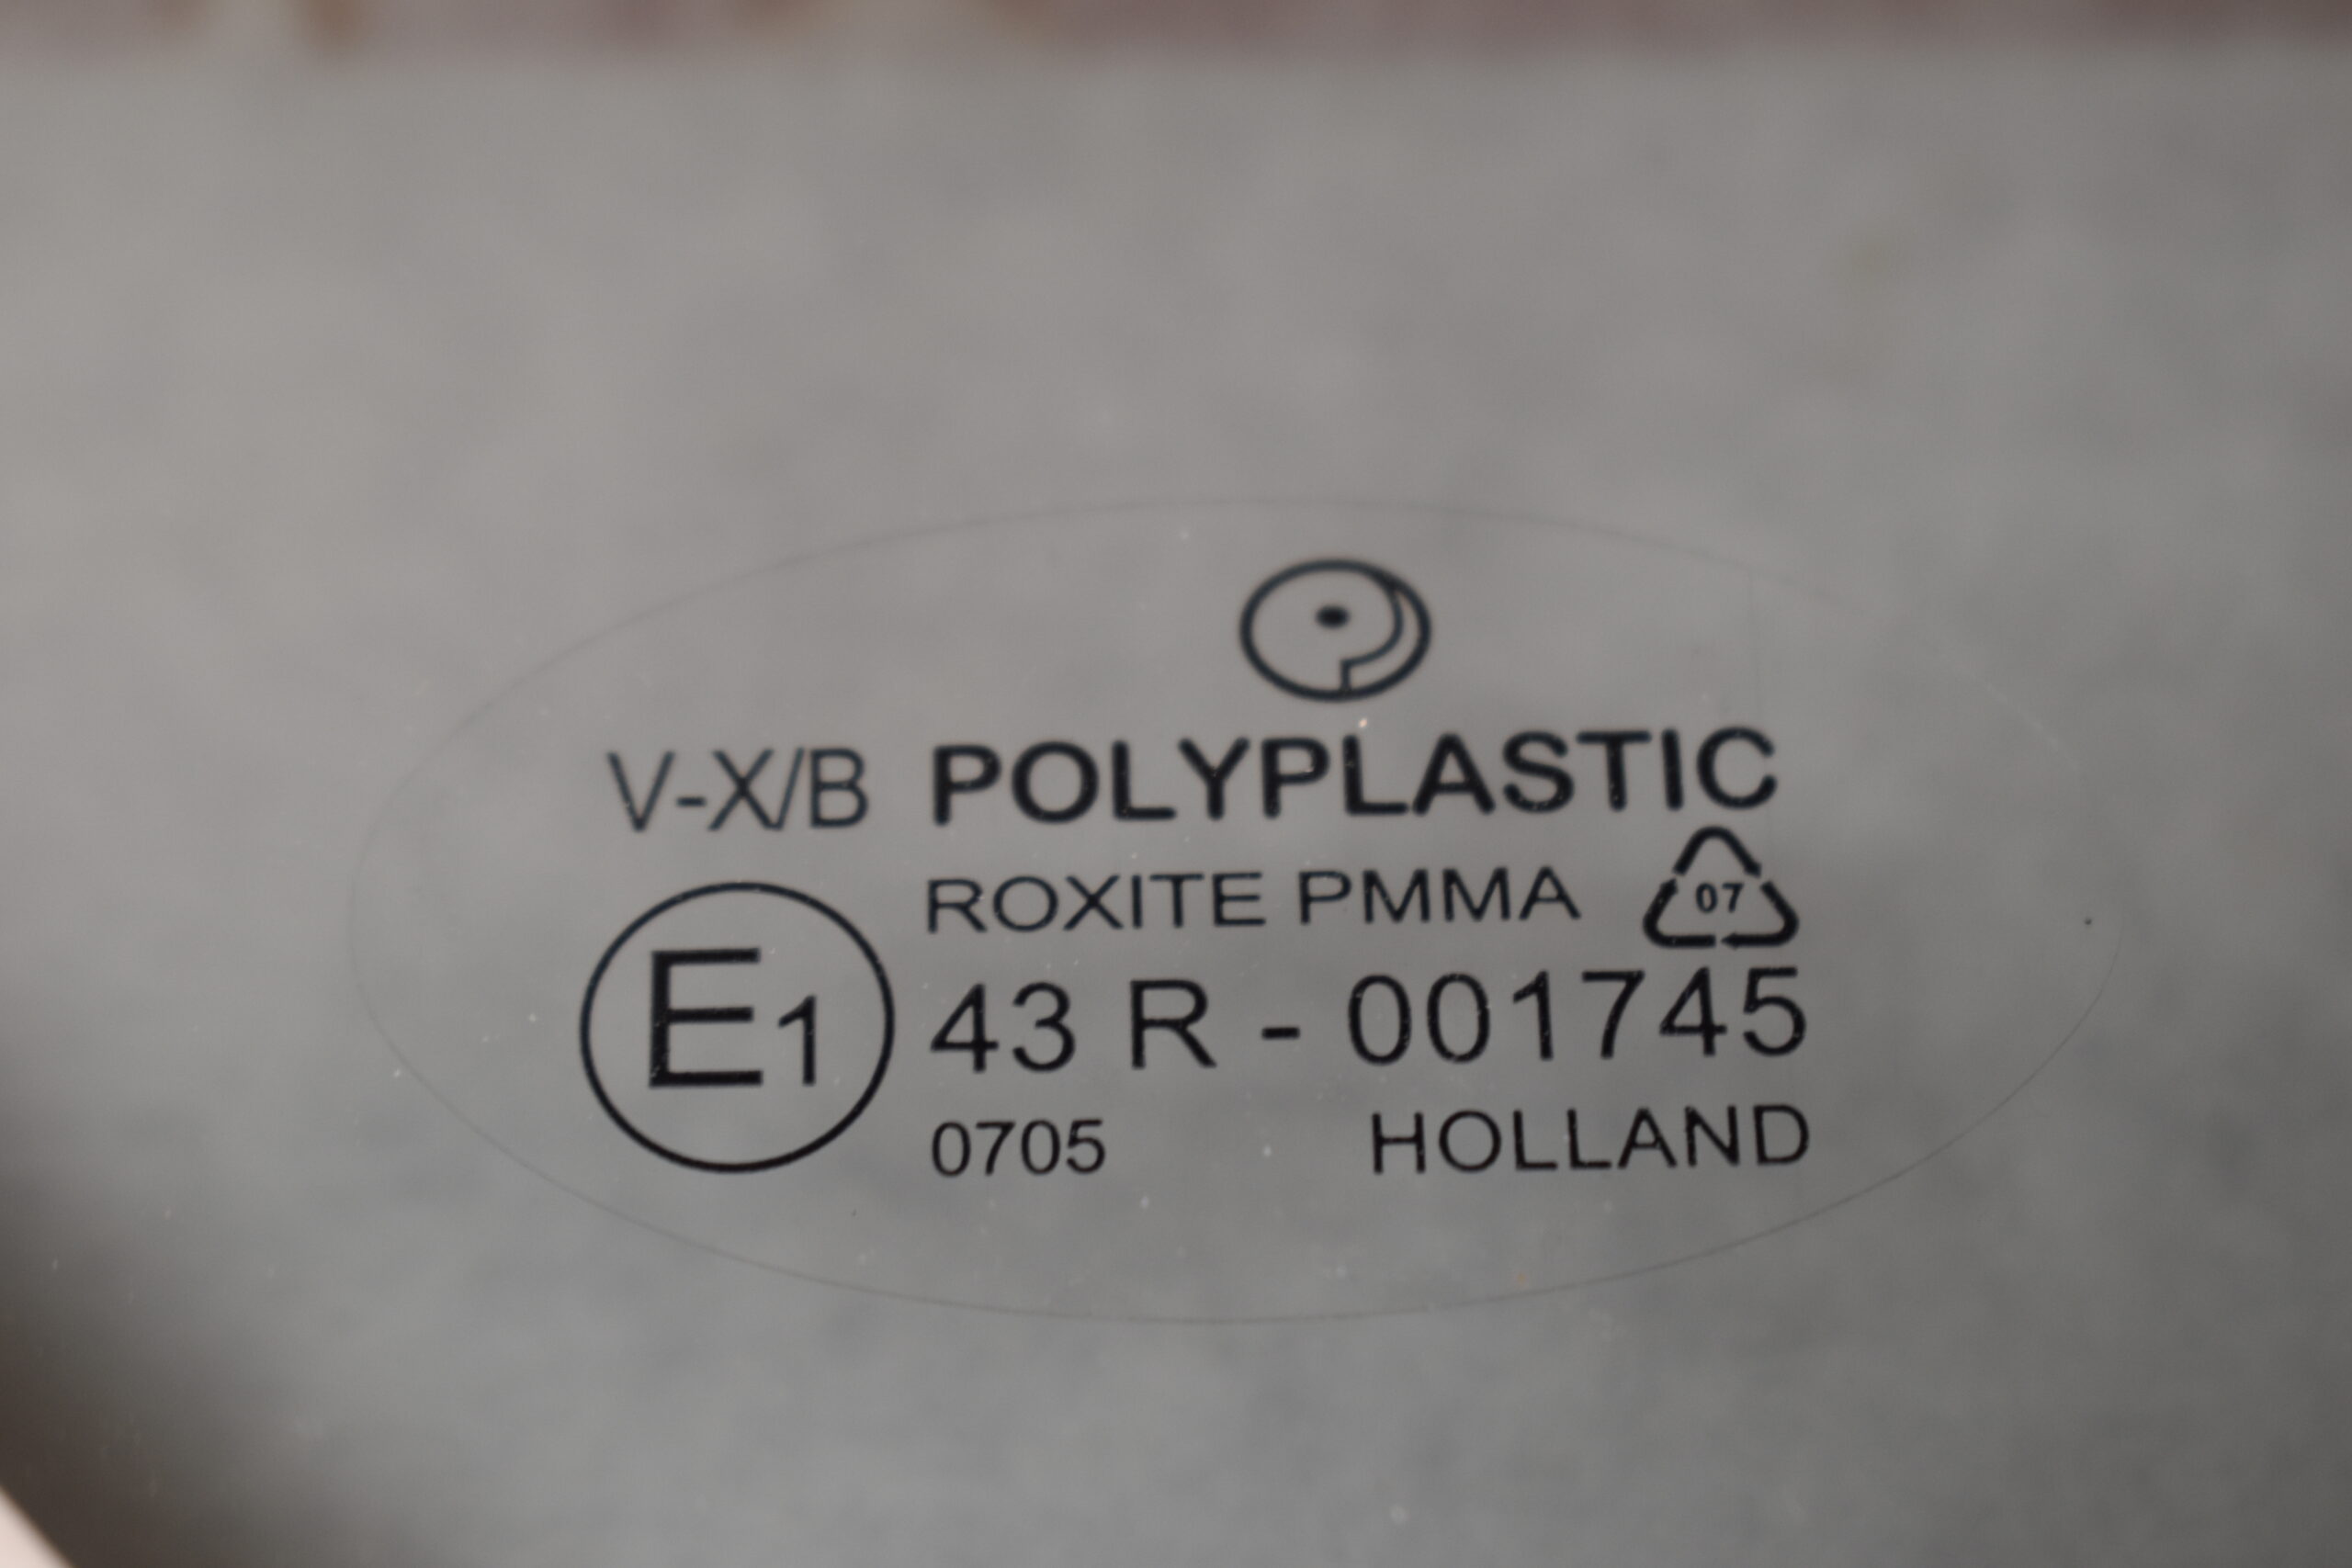 V-X/B POLYPLASTIC
ROXITE PMMA 07
E1 43 R - 001745
0705 HOLLAND